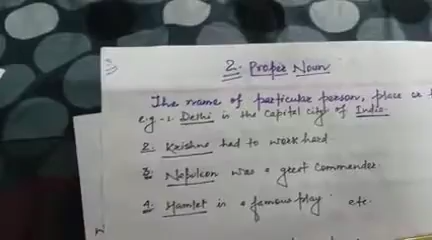 2. Proper Noun
The name of particular person, place or
e.g - 1. Delhi is the capital city of India.
2. Krishna had to work hard.
3. Nepolean was a great Commander.
4. Hamlet is a famous play etc.